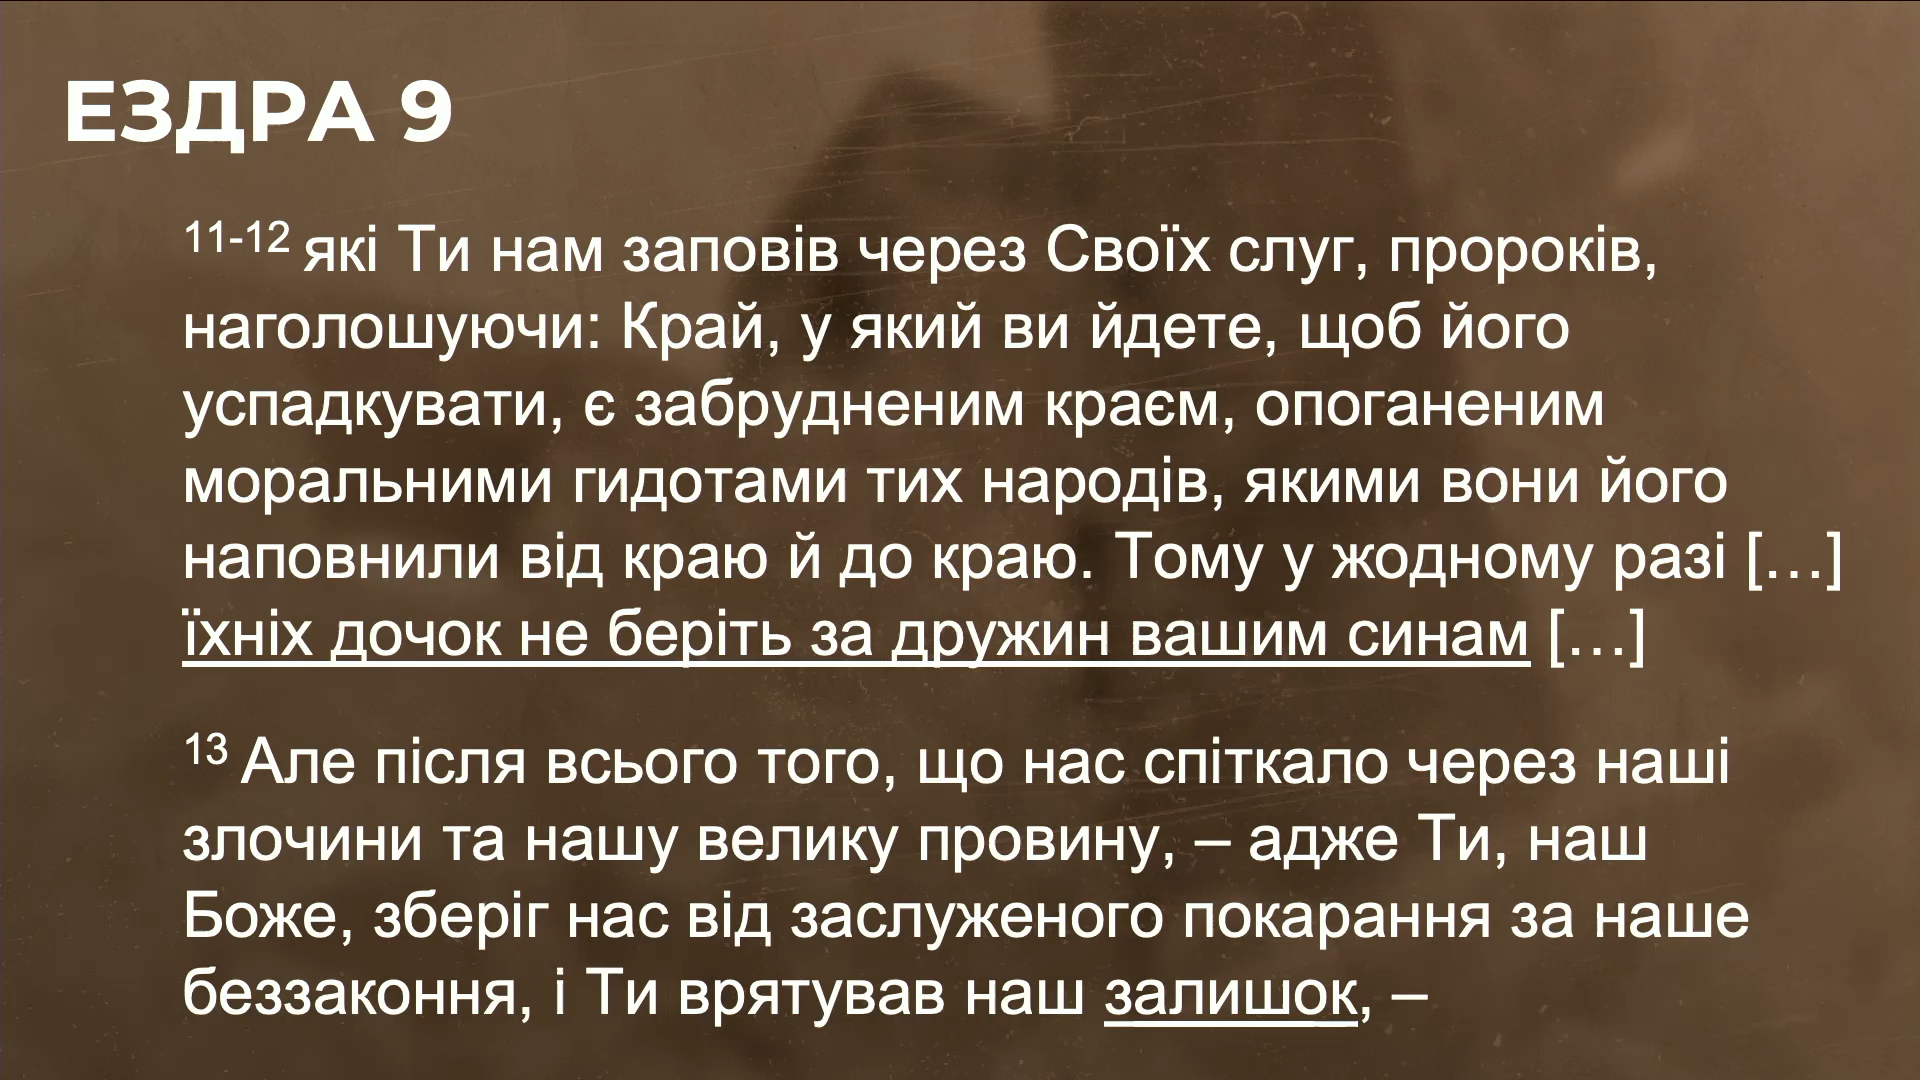 ЕЗДРА 9
11-12 які Ти нам заповів через Своїх слуг, пророків,
наголошуючи: Край, у який ви йдете, щоб його
успадкувати, є забрудненим краєм, опоганеним
моральними гидотами тих народів, якими вони його
наповнили від краю й до краю. Тому у жодному разі […]
їхніх дочок не беріть за дружин вашим синам […]
13 Але після всього того, що нас спіткало через наші
злочини та нашу велику провину, – адже Ти, наш
Боже, зберіг нас від заслуженого покарання за наше
беззаконня, і Ти врятував наш залишок, –